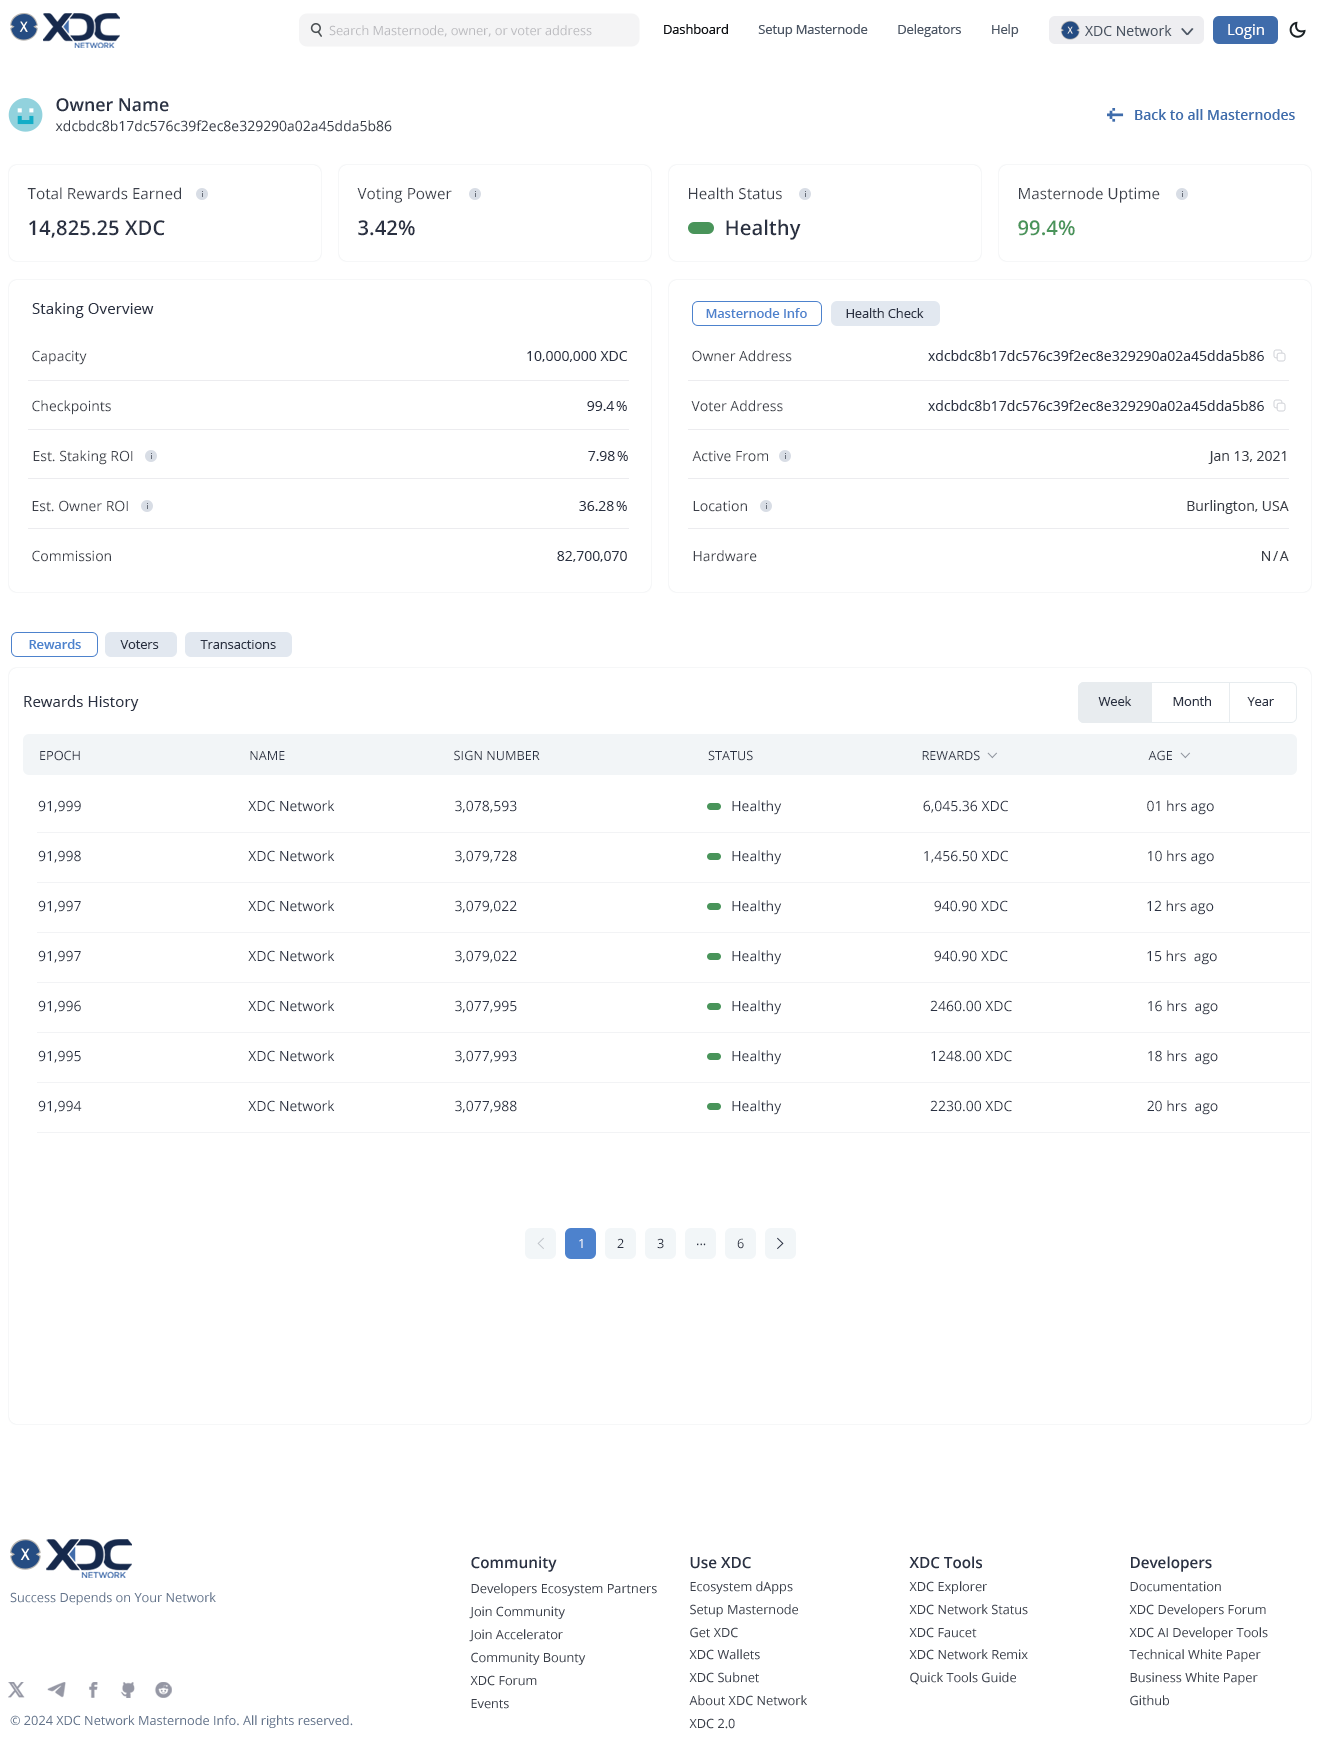 X XDC NETWORK
Search Masternode, owner, or voter address
Dashboard
Setup Masternode
Delegators
Help
X XDC Network
Login
Owner Name
xdcbdc8b17dc576c39f2ec8e329290a02a45dda5b86
Back to all Masternodes
Total Rewards Earned i
14,825.25 XDC
Voting Power i
3.42%
Health Status i
Healthy
Masternode Uptime i
99.4%
Staking Overview
Capacity 10,000,000 XDC
Checkpoints 99.4%
Est. Staking ROI i 7.98%
Est. Owner ROI i 36.28%
Commission 82,700,070
Masternode Info
Health Check
Owner Address xdcbdc8b17dc576c39f2ec8e329290a02a45dda5b86
Voter Address xdcbdc8b17dc576c39f2ec8e329290a02a45dda5b86
Active From i Jan 13, 2021
Location i Burlington, USA
Hardware N/A
Rewards
Voters
Transactions
Rewards History
Week Month Year
EPOCH NAME SIGN NUMBER STATUS REWARDS AGE
91,999 XDC Network 3,078,593 Healthy 6,045.36 XDC 01 hrs ago
91,998 XDC Network 3,079,728 Healthy 1,456.50 XDC 10 hrs ago
91,997 XDC Network 3,079,022 Healthy 940.90 XDC 12 hrs ago
91,997 XDC Network 3,079,022 Healthy 940.90 XDC 15 hrs ago
91,996 XDC Network 3,077,995 Healthy 2460.00 XDC 16 hrs ago
91,995 XDC Network 3,077,993 Healthy 1248.00 XDC 18 hrs ago
91,994 XDC Network 3,077,988 Healthy 2230.00 XDC 20 hrs ago
1 2 3 ... 6
X XDC NETWORK
Success Depends on Your Network
© 2024 XDC Network Masternode Info. All rights reserved.
Community
Developers Ecosystem Partners
Join Community
Join Accelerator
Community Bounty
XDC Forum
Events
Use XDC
Ecosystem dApps
Setup Masternode
Get XDC
XDC Wallets
XDC Subnet
About XDC Network
XDC 2.0
XDC Tools
XDC Explorer
XDC Network Status
XDC Faucet
XDC Network Remix
Quick Tools Guide
Developers
Documentation
XDC Developers Forum
XDC AI Developer Tools
Technical White Paper
Business White Paper
Github